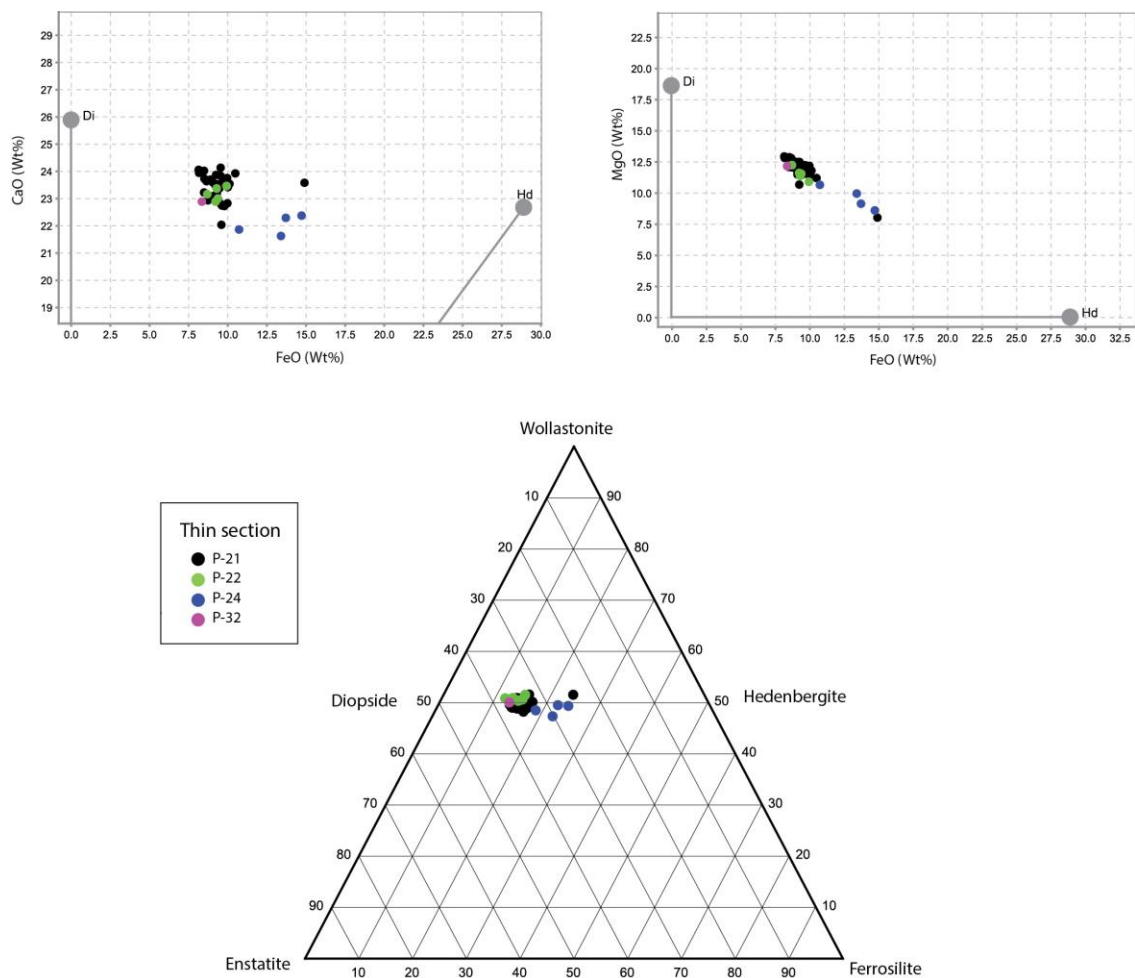 29
28
27
26
25
24
23
22
21
20
19
CaO (Wt%)
Di
Hd
0.0 2.5 5.0 7.5 10.0 12.5 15.0 17.5 20.0 22.5 25.0 27.5 30.0
FeO (Wt%)
22.5
20.0
17.5
15.0
12.5
10.0
7.5
5.0
2.5
0.0
MgO (Wt%)
Di
Hd
0.0 2.5 5.0 7.5 10.0 12.5 15.0 17.5 20.0 22.5 25.0 27.5 30.0 32.5
FeO (Wt%)
Thin section
P-21
P-22
P-24
P-32
Wollastonite
10 90
20 80
30 70
40 60
Diopside 50 50 Hedenbergite
60 40
70 30
80 20
90 10
Enstatite Ferrosilite
10 20 30 40 50 60 70 80 90